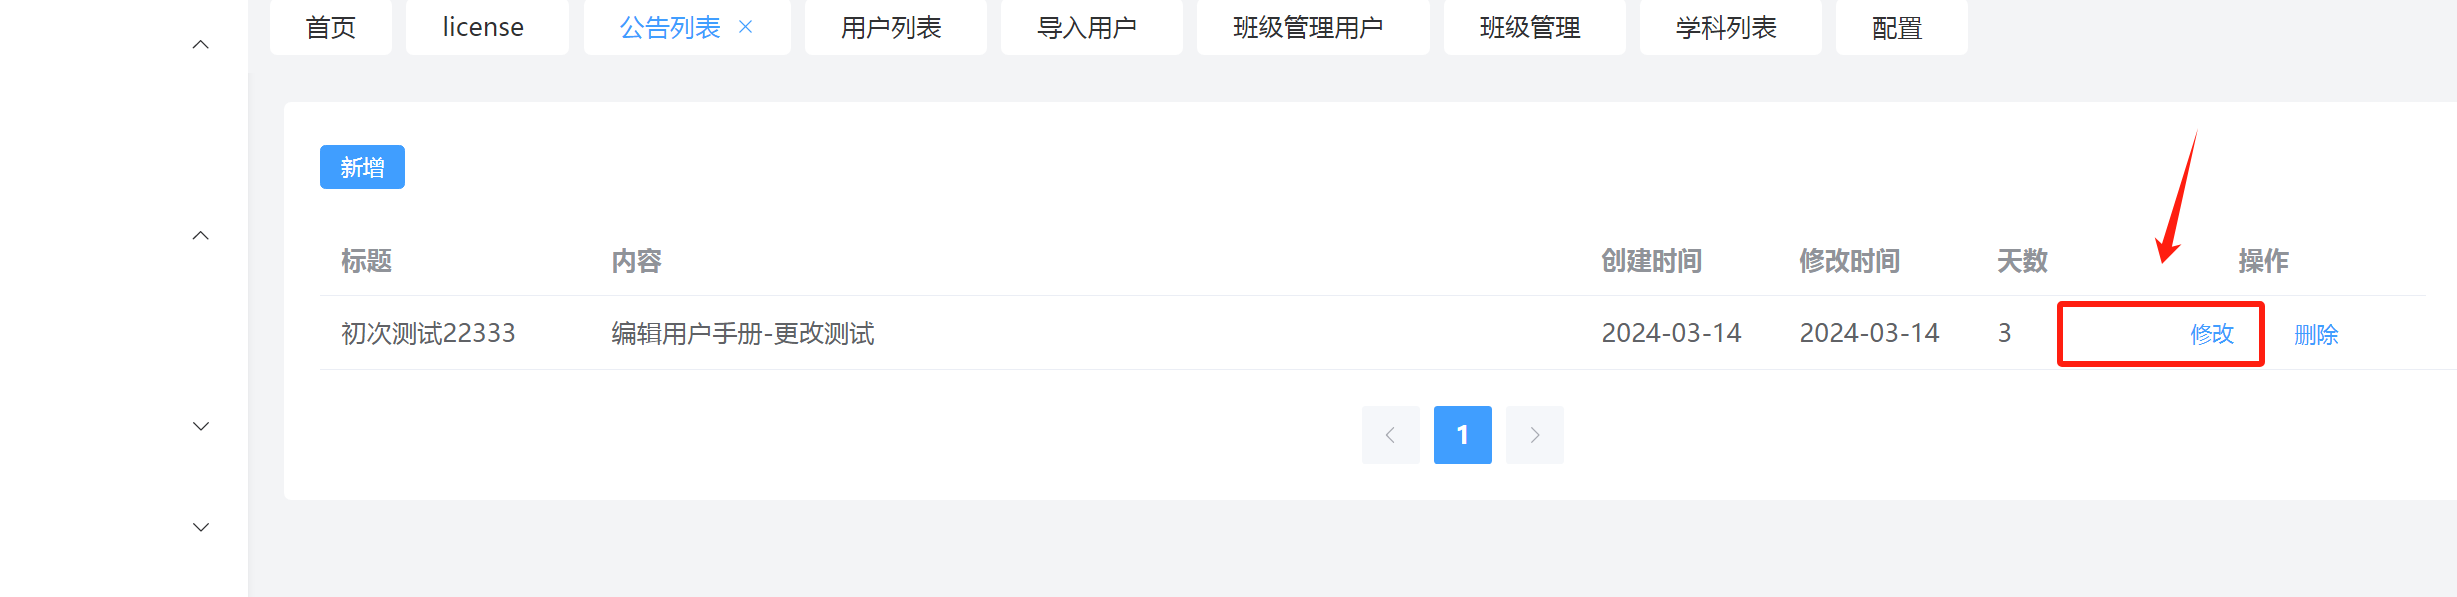 首页 license 公告列表 用户列表 导入用户 班级管理用户 班级管理 学科列表 配置
新增
标题 内容 创建时间 修改时间 天数 操作
初次测试22333 编辑用户手册-更改测试 2024-03-14 2024-03-14 3 修改 删除
1